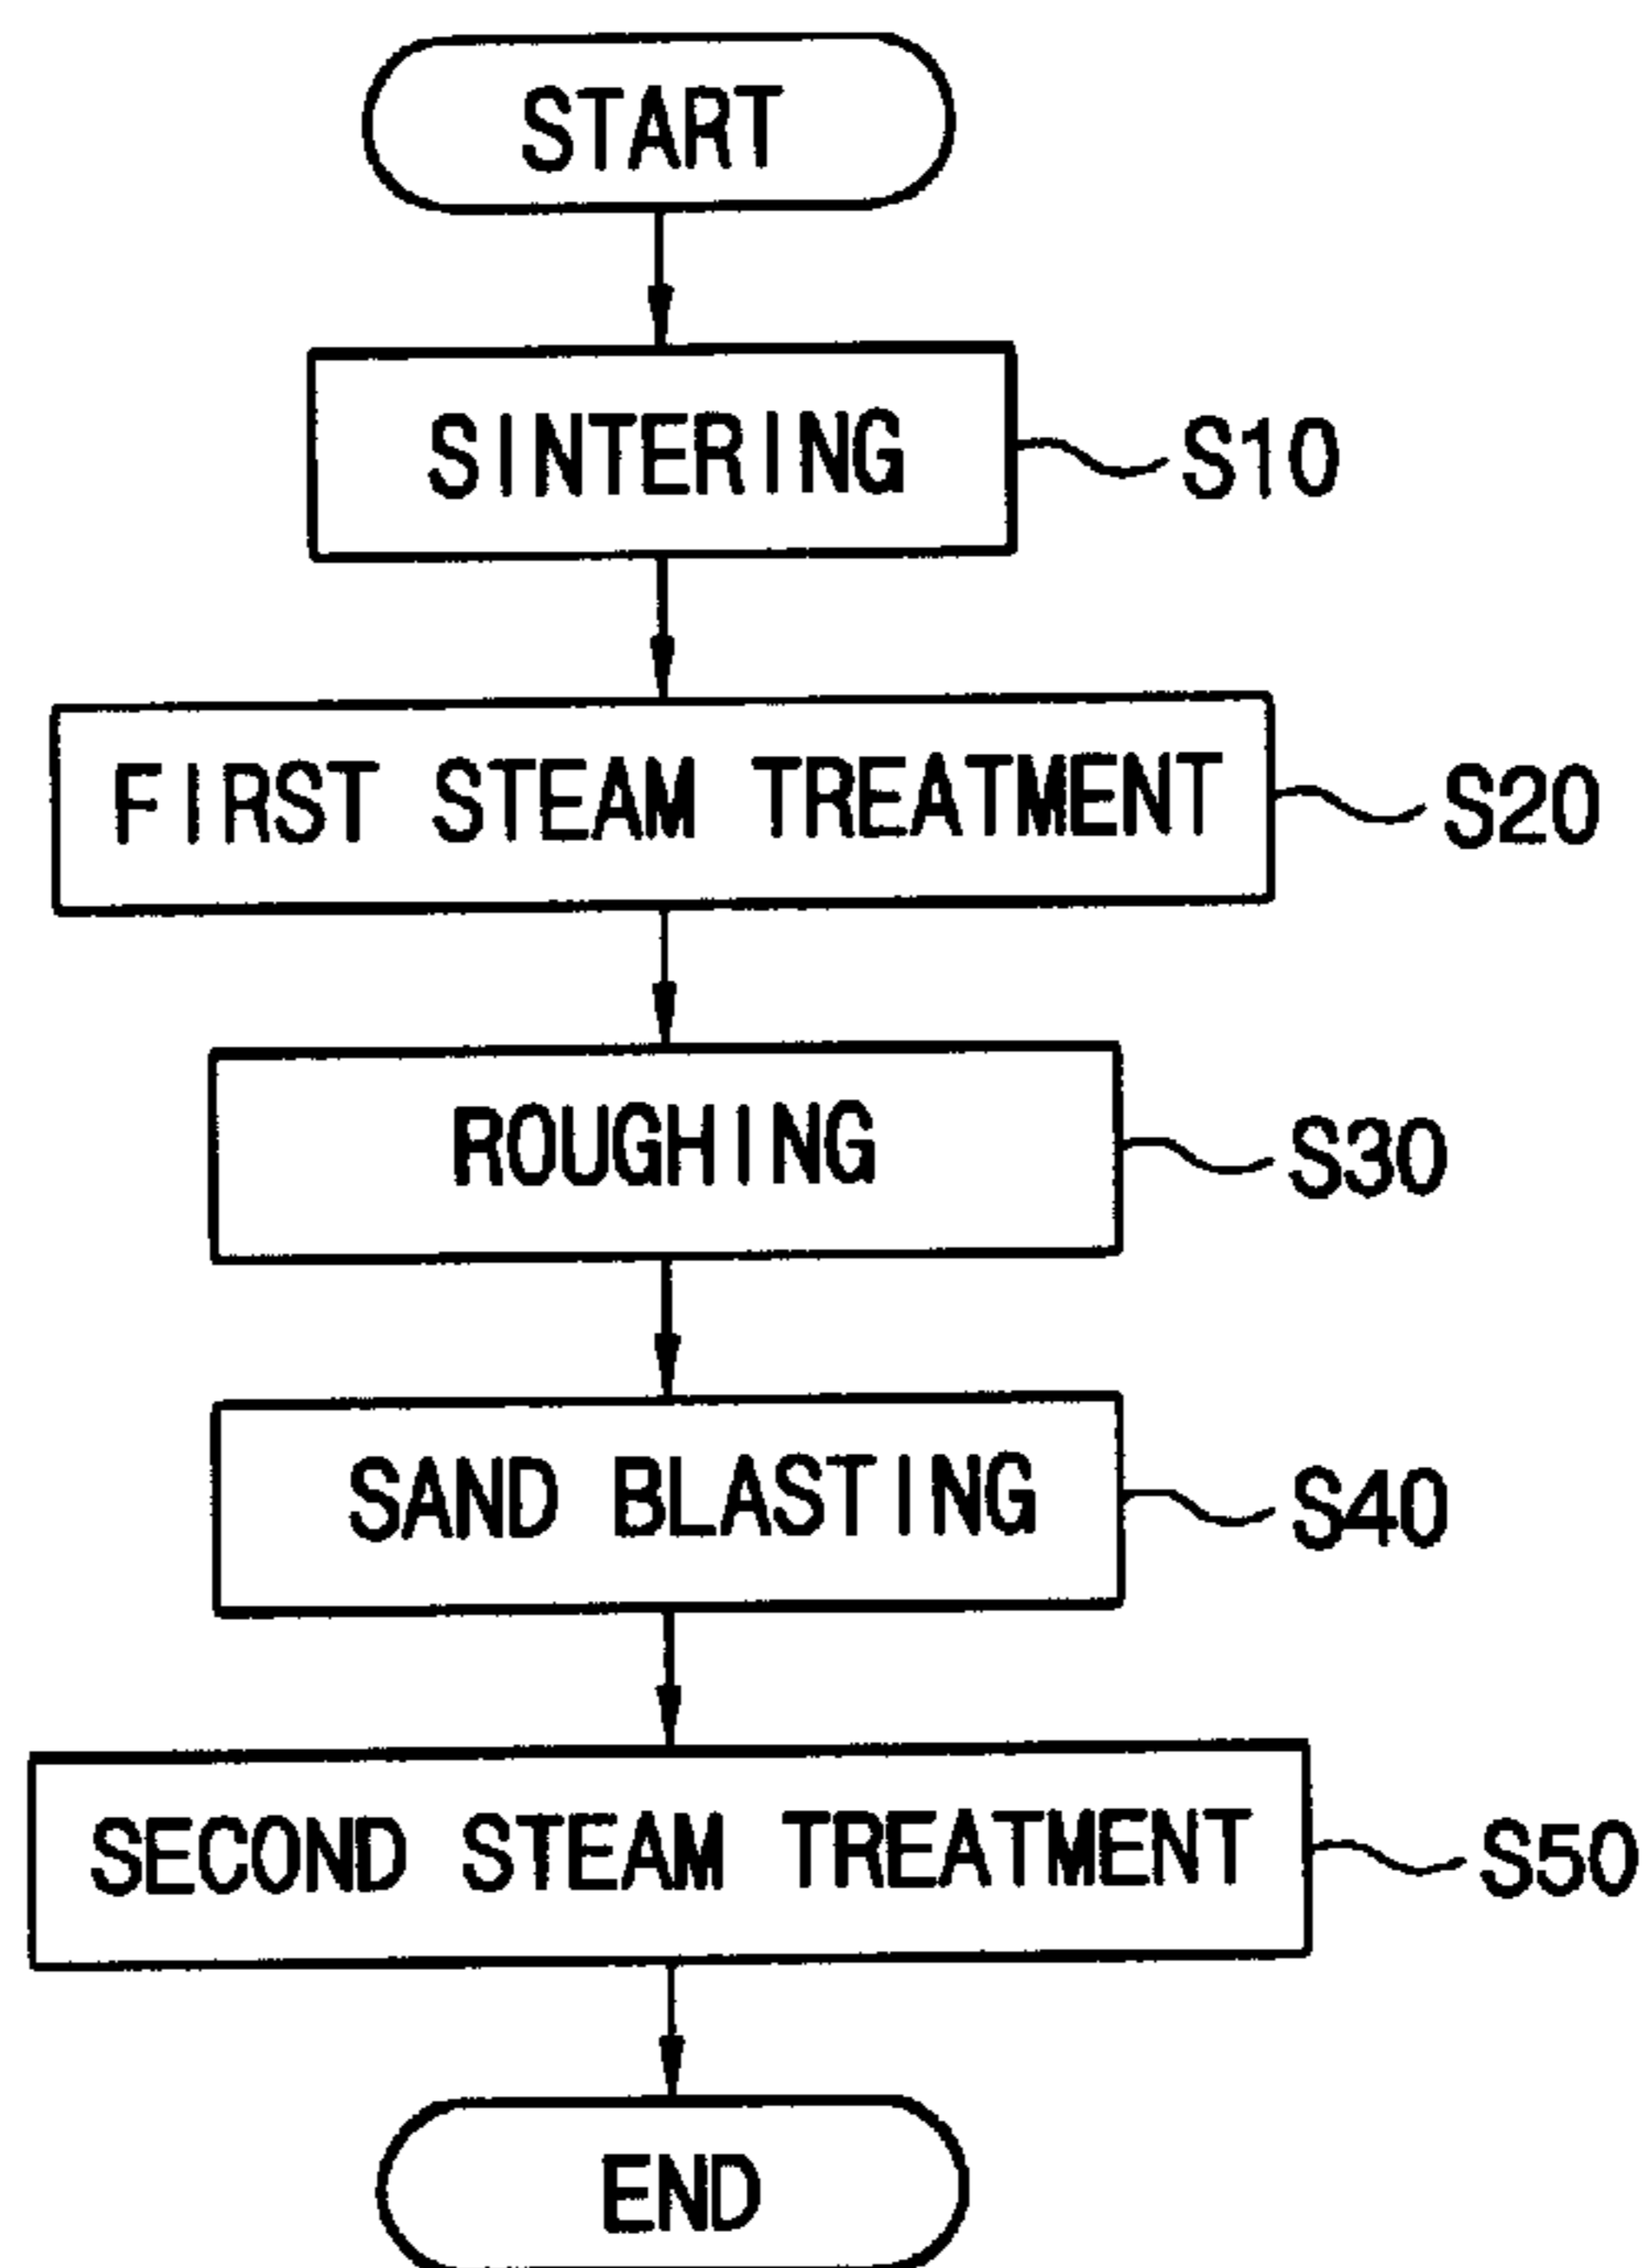 START
SINTERING S10
FIRST STEAM TREATMENT S20
ROUGHING S30
SAND BLASTING S40
SECOND STEAM TREATMENT S50
END